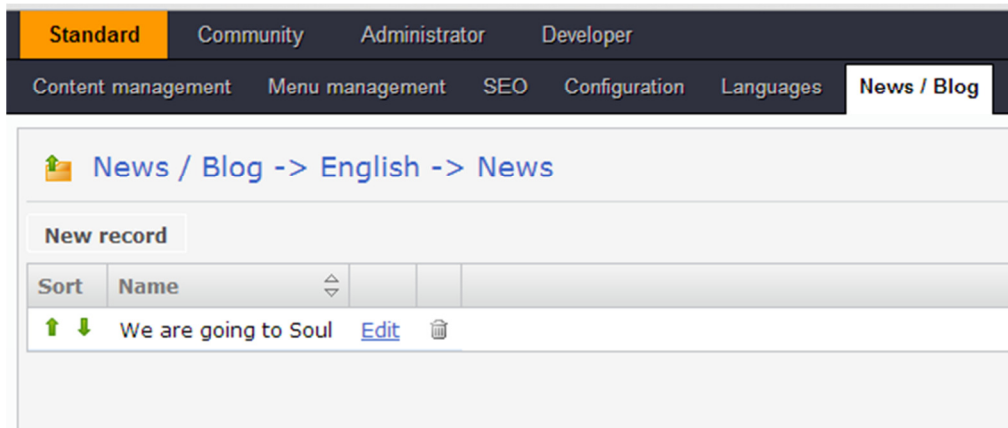 Standard Community Administrator Developer
Content management Menu management SEO Configuration Languages News / Blog
News / Blog -> English -> News
New record
Sort Name
We are going to Soul Edit